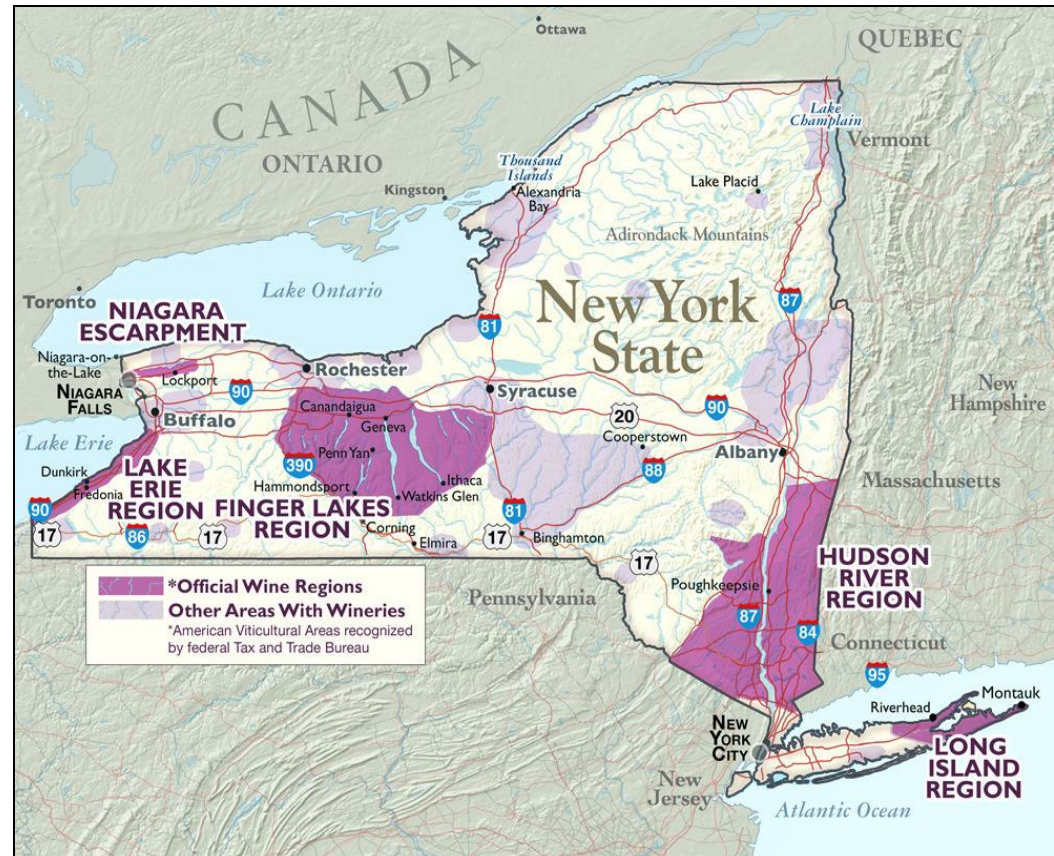 Ottawa
QUEBEC
CANADA
ONTARIO
Lake
Champlain
Vermont
Thousand
Islands
Kingston
Alexandria
Bay
Lake Placid
Adirondack Mountains
Toronto
Lake Ontario
NIAGARA
ESCARPMENT
81
87
New York
State
Niagara-on-
the-Lake
Lockport
NIAGARA
FALLS
90
Rochester
Syracuse
New
Hampshire
Buffalo
Canandaigua
Geneva
20
90
Cooperstown
Albany
Lake Erie
Penn Yan
390
88
Dunkirk
Fredonia
LAKE
ERIE
REGION
Hammondsport
Ithaca
Watkins Glen
Massachusetts
90
17
86
17
FINGER LAKES
REGION
81
17
Corning
Elmira
Binghamton
17
HUDSON
RIVER
REGION
Poughkeepsie
87
84
*Official Wine Regions
Other Areas With Wineries
*American Viticultural Areas recognized
by federal Tax and Trade Bureau
Pennsylvania
Connecticut
95
Riverhead
Montauk
NEW
YORK
CITY
LONG
ISLAND
REGION
New
Jersey
Atlantic Ocean